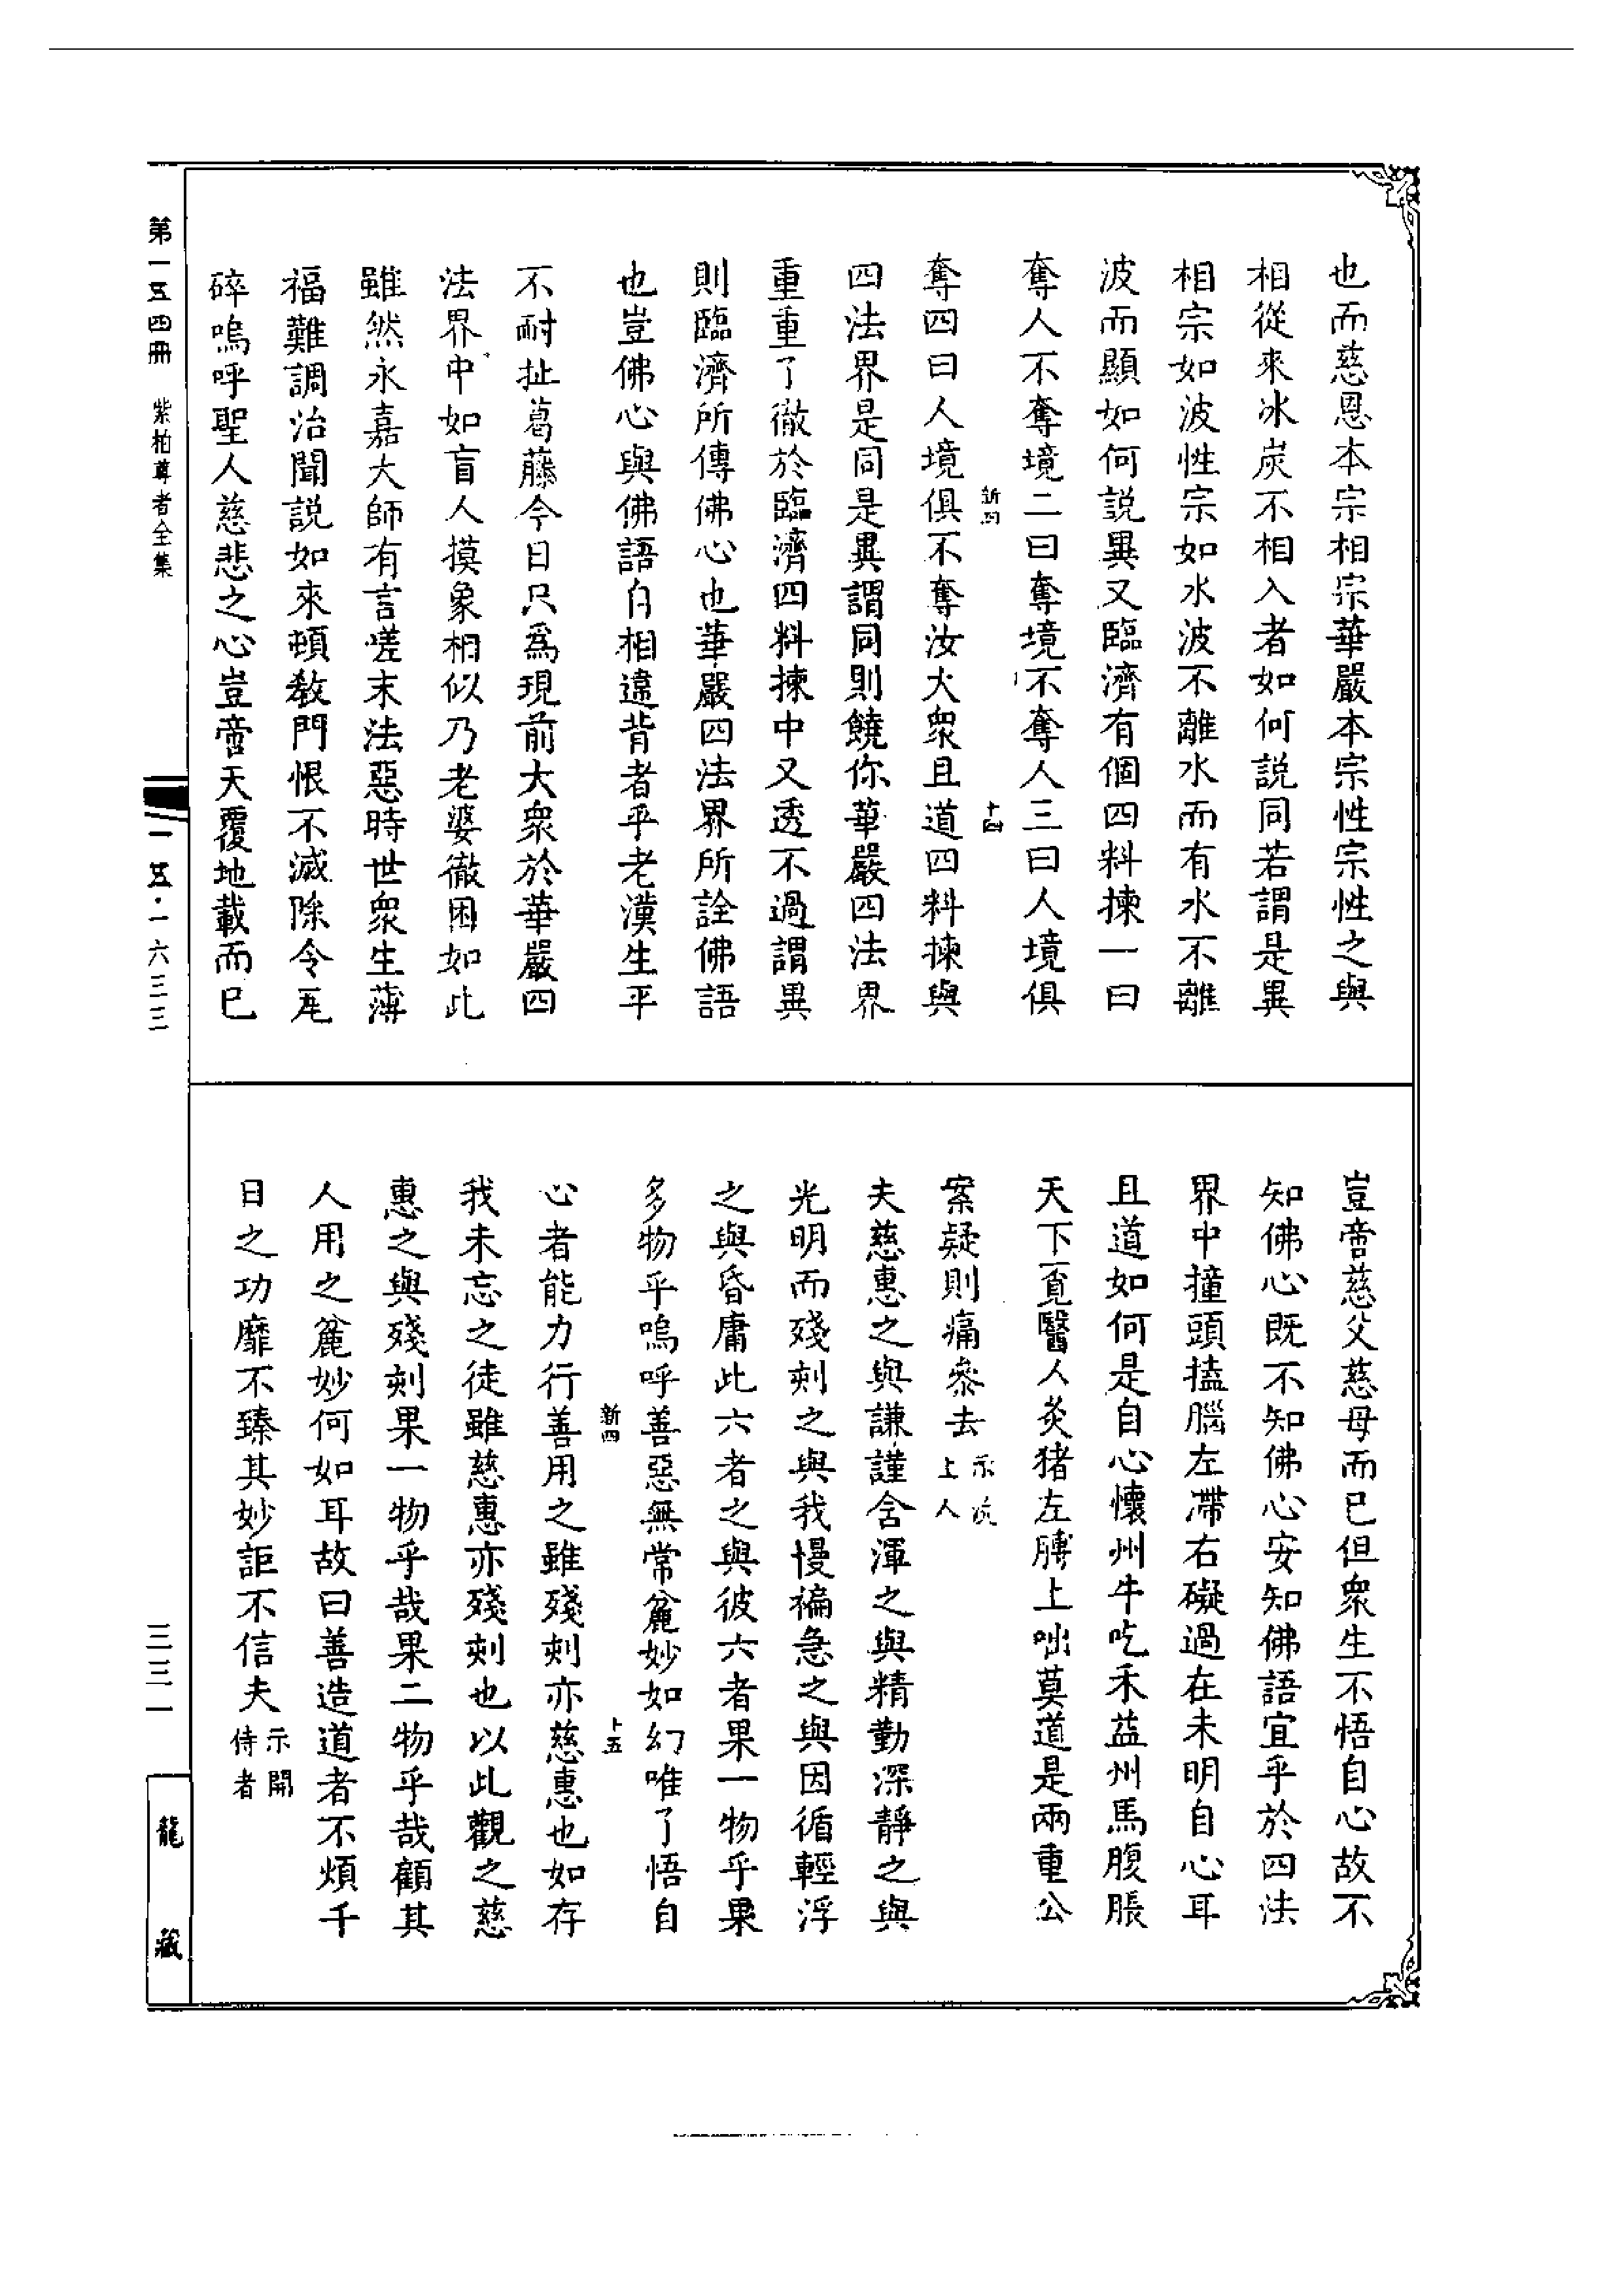 也而慈恩本宗相宗華嚴本宗性宗性之與
相從來冰炭不相入者如何説同若謂是異
相宗如波性宗如水波不離水而有水不離
波而顯如何説異又臨濟有個四料揀一曰
奪人不奪境二曰奪境不奪人三曰人境俱
新四 十四
奪四曰人境俱不奪汝大衆且道四料揀與
四法界是同是異謂同則饒你華嚴四法界
重重了徹於臨濟四料揀中又透不過謂異
則臨濟所傳佛心也華嚴四法界所詮佛語
也豈佛心與佛語自相違背者乎老漢生平
不耐扯葛藤今日只爲現前大衆於華嚴四
法界中如盲人摸象相似乃老婆徹困如此
雖然永嘉大師有言嗟末法惡時世衆生薄
福難調治聞説如來頓教門恨不滅除令瓦
碎嗚呼聖人慈悲之心豈啻天覆地載而已
豈啻慈父慈母而已但衆生不悟自心故不
知佛心既不知佛心安知佛語宜乎於四法
界中撞頭搕腦左滯右礙過在未明自心耳
且道如何是自心懷州牛吃禾益州馬腹脹
天下覓醫人灸猪左膊上咄莫道是兩重公
案疑則痛參去 示 上人
夫慈惠之與謙謹含渾之與精勤深靜之與
光明而殘刻之與我慢褊急之與因循輕浮
之與昏庸此六者之與彼六者果一物乎果
多物乎嗚呼善惡無常麄妙如幻唯了悟自
新四 十五
心者能力行善用之雖殘刻亦慈惠也如存
我未忘之徒雖慈惠亦殘刻也以此觀之慈
惠之與殘刻果一物乎哉果二物乎哉顧其
人用之麄妙何如耳故曰善造道者不煩千
日之功靡不臻其妙詎不信夫 示開侍者
第一五四冊 紫柏尊者全集
一五·一六三三
三三一
龍藏